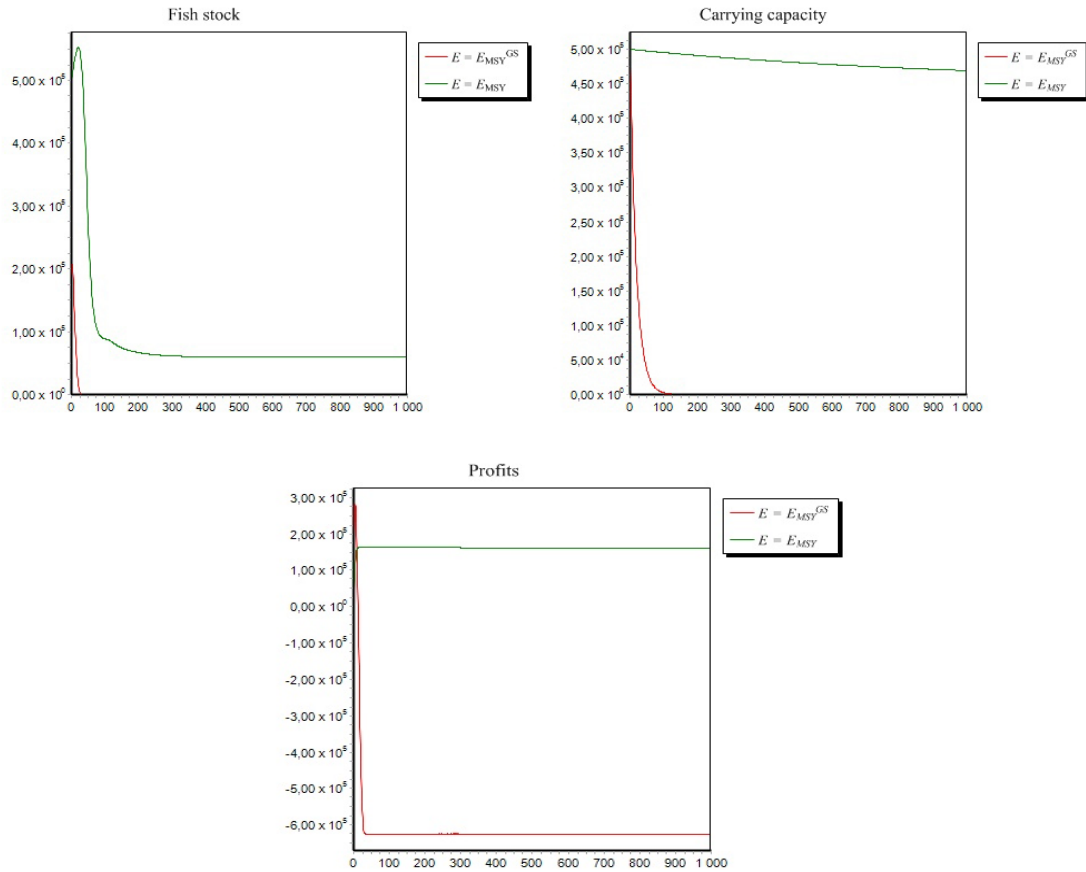 Fish stock
5,00 x 10⁵
4,00 x 10⁵
3,00 x 10⁵
2,00 x 10⁵
1,00 x 10⁵
0,00 x 10⁰
0 100 200 300 400 500 600 700 800 900 1 000
E = E_MSY^GS
E = E_MSY
Carrying capacity
5,00 x 10⁵
4,50 x 10⁵
4,00 x 10⁵
3,50 x 10⁵
3,00 x 10⁵
2,50 x 10⁵
2,00 x 10⁵
1,50 x 10⁵
1,00 x 10⁵
5,00 x 10⁴
0,00 x 10⁰
0 100 200 300 400 500 600 700 800 900 1 000
E = E_MSY^GS
E = E_MSY
Profits
3,00 x 10⁵
2,00 x 10⁵
1,00 x 10⁵
0,00 x 10⁰
-1,00 x 10⁵
-2,00 x 10⁵
-3,00 x 10⁵
-4,00 x 10⁵
-5,00 x 10⁵
-6,00 x 10⁵
0 100 200 300 400 500 600 700 800 900 1 000
E = E_MSY^GS
E = E_MSY